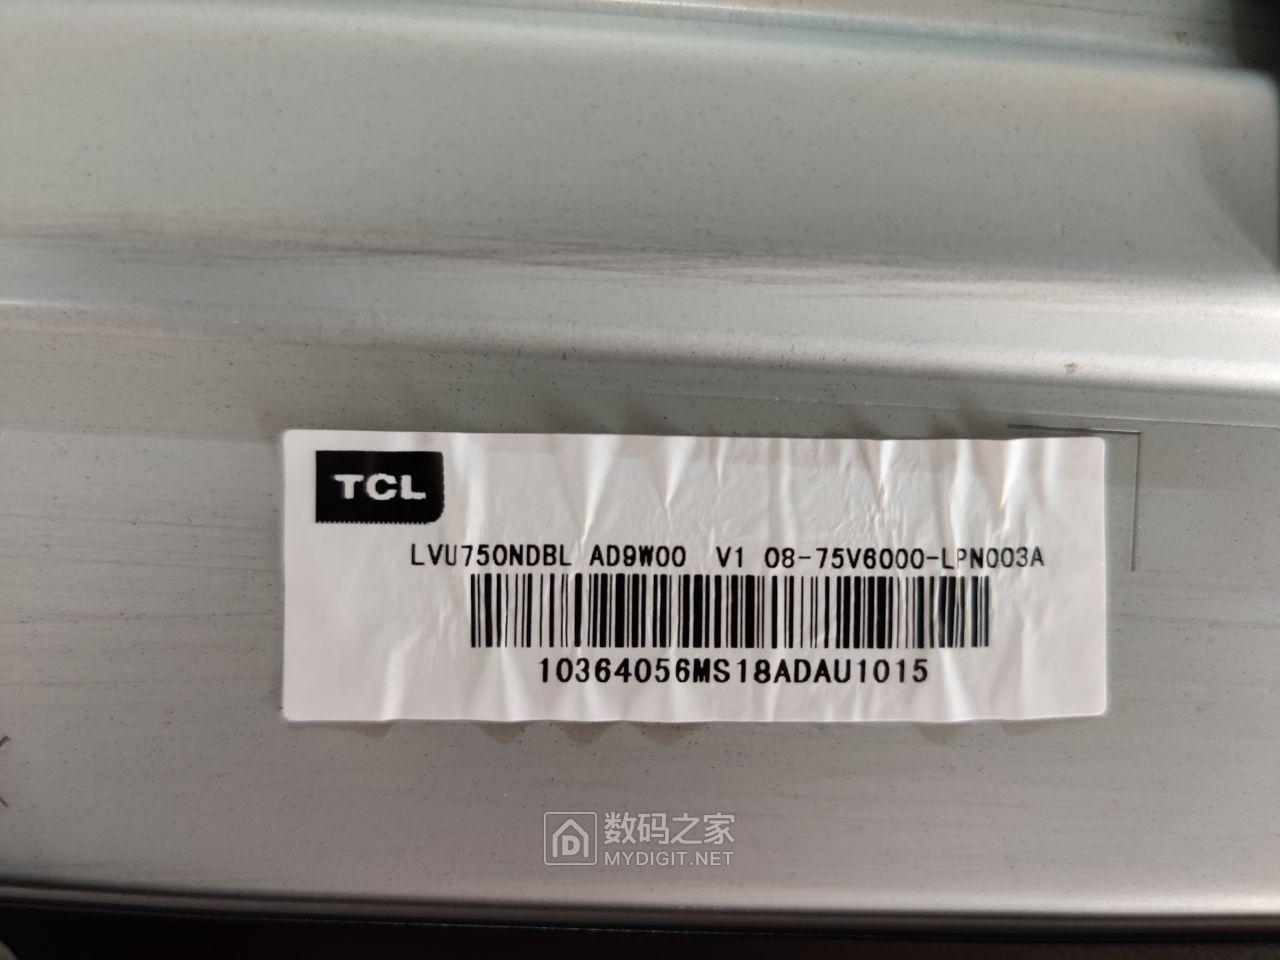 TCL
LVU750NDBL AD9W00 V1 08-75V6000-LPN003A
10364056MS18ADAU1015
数码之家
MYDIGIT.NET